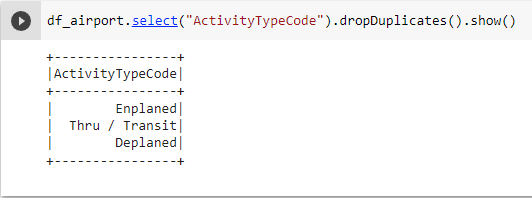 df_airport.select("ActivityTypeCode").dropDuplicates().show()
+----------------+
|ActivityTypeCode|
+----------------+
|        Enplaned|
|  Thru / Transit|
|        Deplaned|
+----------------+